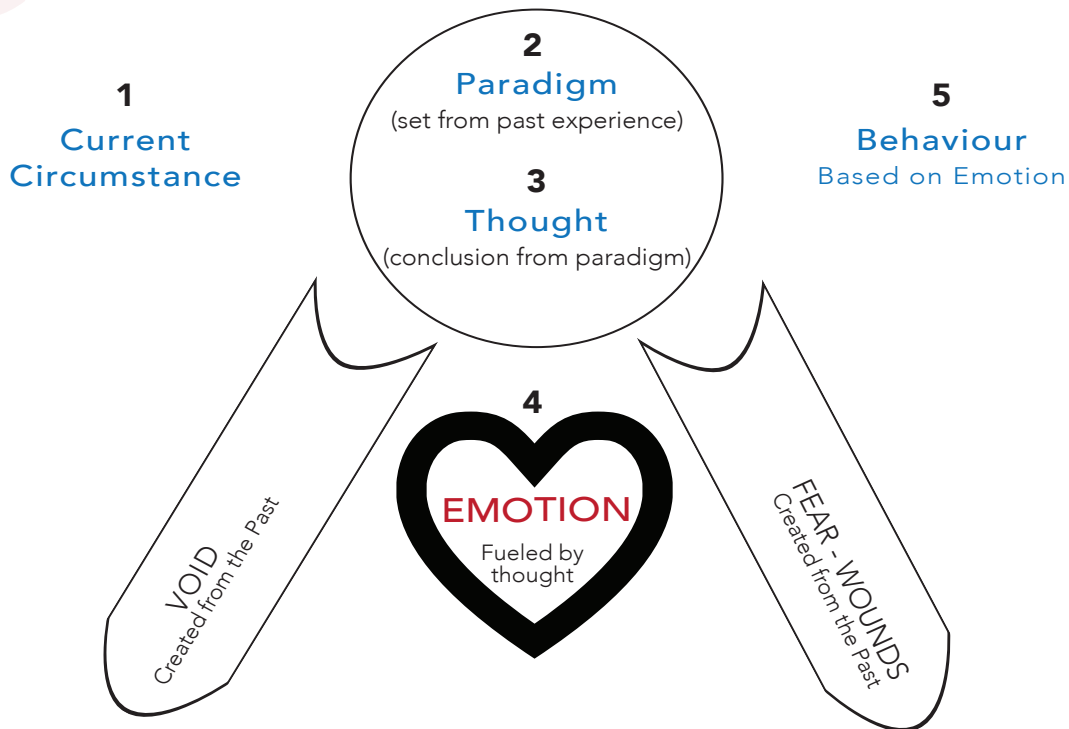 1
Current
Circumstance
2
Paradigm
(set from past experience)
3
Thought
(conclusion from paradigm)
5
Behaviour
Based on Emotion
4
EMOTION
Fueled by
thought
VOID
Created from the Past
FEAR - WOUNDS
Created from the Past